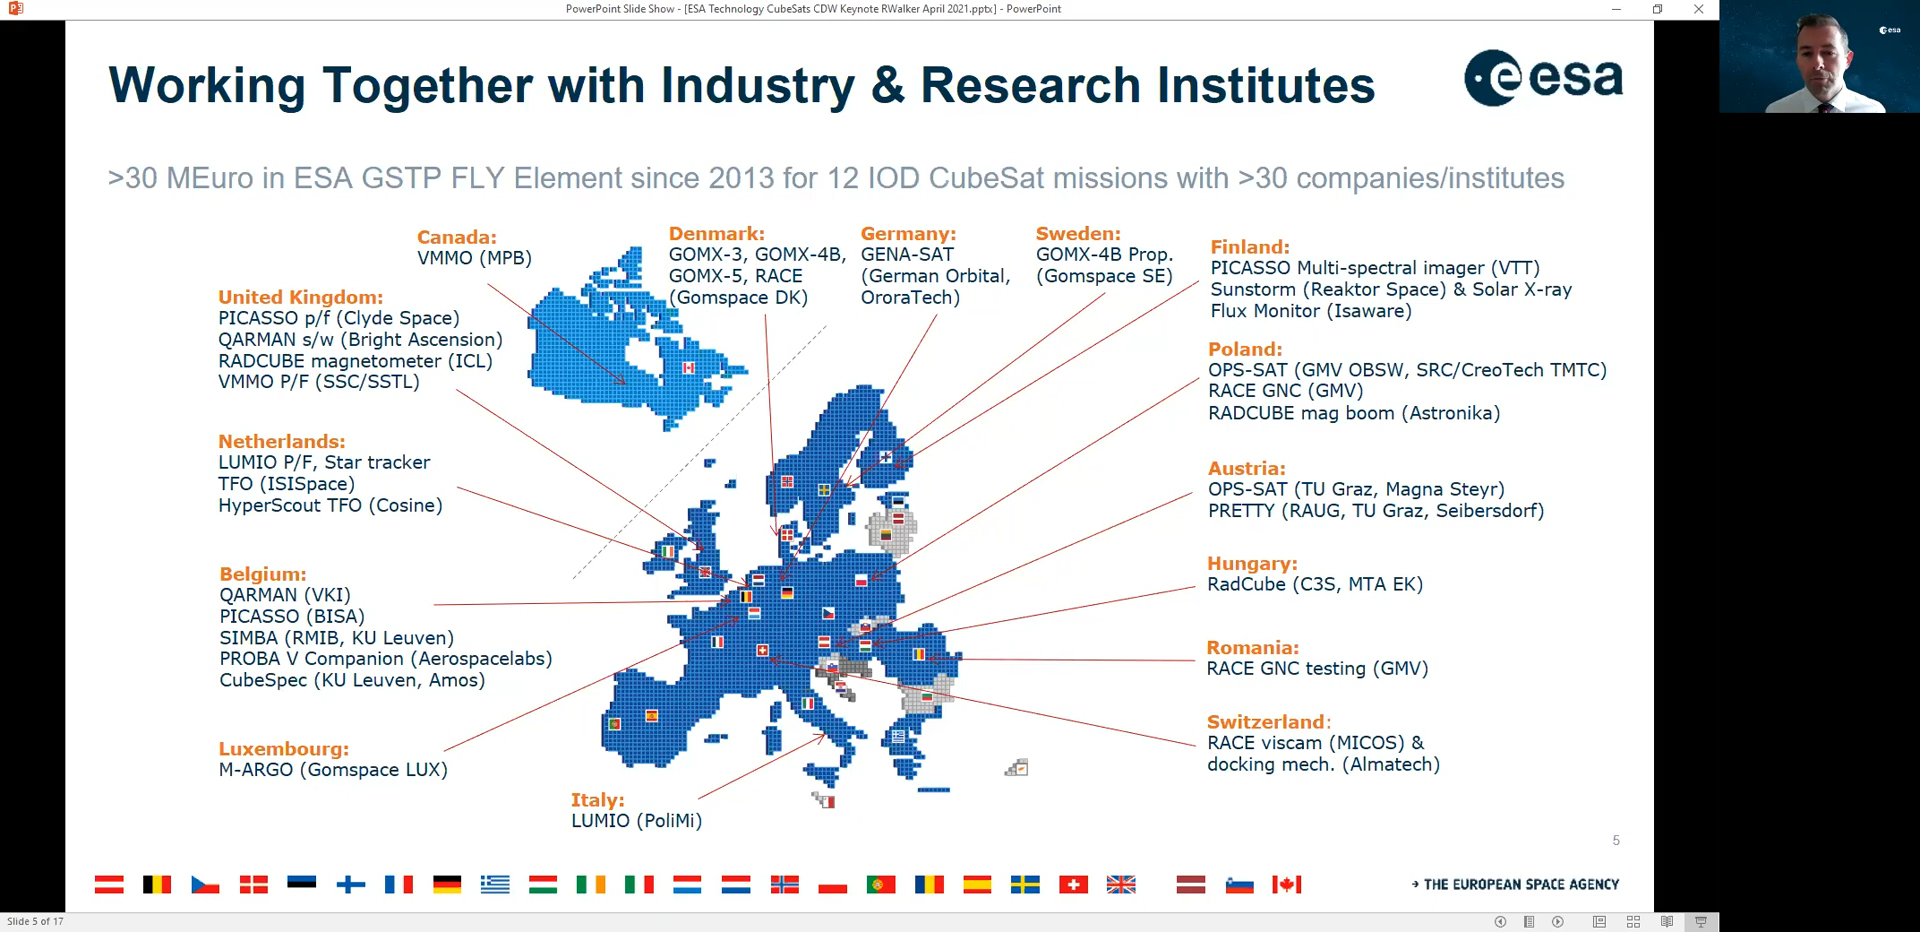 PowerPoint Slide Show - [ESA Technology CubeSats CDW Keynote RWalker April 2021.pptx] - PowerPoint
esa
Working Together with Industry & Research Institutes
esa
>30 MEuro in ESA GSTP FLY Element since 2013 for 12 IOD CubeSat missions with >30 companies/institutes
Canada:
VMMO (MPB)
Denmark:
GOMX-3, GOMX-4B,
GOMX-5, RACE
(Gomspace DK)
Germany:
GENA-SAT
(German Orbital,
OroraTech)
Sweden:
GOMX-4B Prop.
(Gomspace SE)
Finland:
PICASSO Multi-spectral imager (VTT)
Sunstorm (Reaktor Space) & Solar X-ray
Flux Monitor (Isaware)
United Kingdom:
PICASSO p/f (Clyde Space)
QARMAN s/w (Bright Ascension)
RADCUBE magnetometer (ICL)
VMMO P/F (SSC/SSTL)
Poland:
OPS-SAT (GMV OBSW, SRC/CreoTech TMTC)
RACE GNC (GMV)
RADCUBE mag boom (Astronika)
Netherlands:
LUMIO P/F, Star tracker
TFO (ISISpace)
HyperScout TFO (Cosine)
Austria:
OPS-SAT (TU Graz, Magna Steyr)
PRETTY (RAUG, TU Graz, Seibersdorf)
Belgium:
QARMAN (VKI)
PICASSO (BISA)
SIMBA (RMIB, KU Leuven)
PROBA V Companion (Aerospacelabs)
CubeSpec (KU Leuven, Amos)
Hungary:
RadCube (C3S, MTA EK)
Romania:
RACE GNC testing (GMV)
Luxembourg:
M-ARGO (Gomspace LUX)
Switzerland:
RACE viscam (MICOS) &
docking mech. (Almatech)
Italy:
LUMIO (PoliMi)
5
→ THE EUROPEAN SPACE AGENCY
Slide 5 of 17